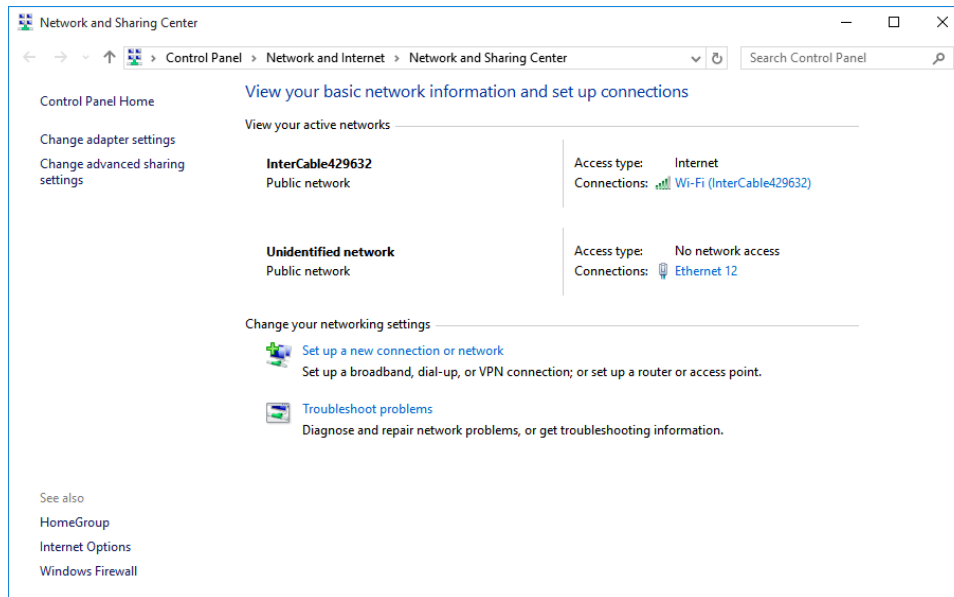 Network and Sharing Center
Control Panel > Network and Internet > Network and Sharing Center
Search Control Panel
Control Panel Home
Change adapter settings
Change advanced sharing
settings
View your basic network information and set up connections
View your active networks
InterCable429632
Public network
Access type: Internet
Connections: Wi-Fi (InterCable429632)
Unidentified network
Public network
Access type: No network access
Connections: Ethernet 12
Change your networking settings
Set up a new connection or network
Set up a broadband, dial-up, or VPN connection; or set up a router or access point.
Troubleshoot problems
Diagnose and repair network problems, or get troubleshooting information.
See also
HomeGroup
Internet Options
Windows Firewall